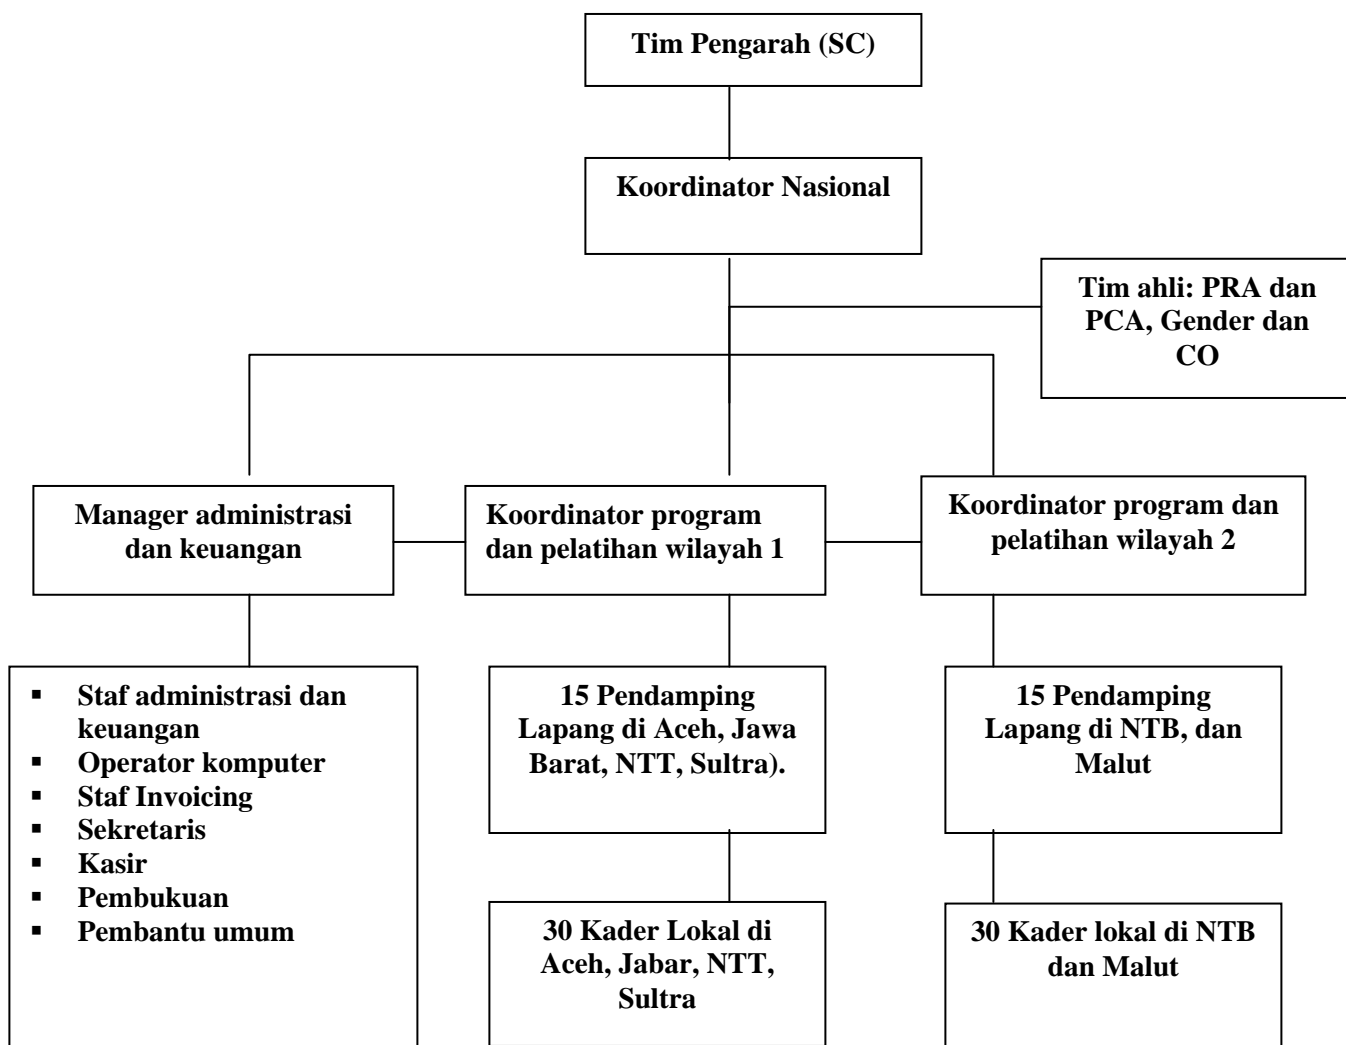 Tim Pengarah (SC)
Koordinator Nasional
Tim ahli: PRA dan
PCA, Gender dan
CO
Manager administrasi
dan keuangan
Koordinator program
dan pelatihan wilayah 1
Koordinator program dan
pelatihan wilayah 2
▪ Staf administrasi dan
keuangan
▪ Operator komputer
▪ Staf Invoicing
▪ Sekretaris
▪ Kasir
▪ Pembukuan
▪ Pembantu umum
15 Pendamping
Lapang di Aceh, Jawa
Barat, NTT, Sultra).
15 Pendamping
Lapang di NTB, dan
Malut
30 Kader Lokal di
Aceh, Jabar, NTT,
Sultra
30 Kader lokal di NTB
dan Malut